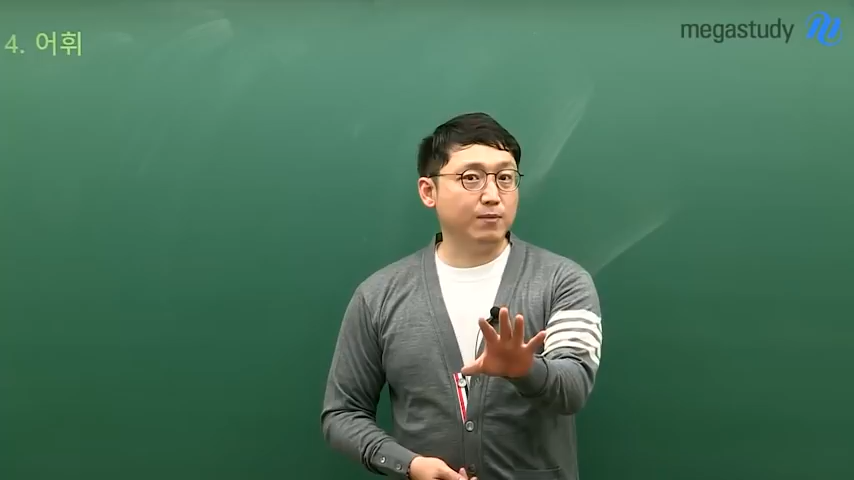 4. 어휘
megastudy